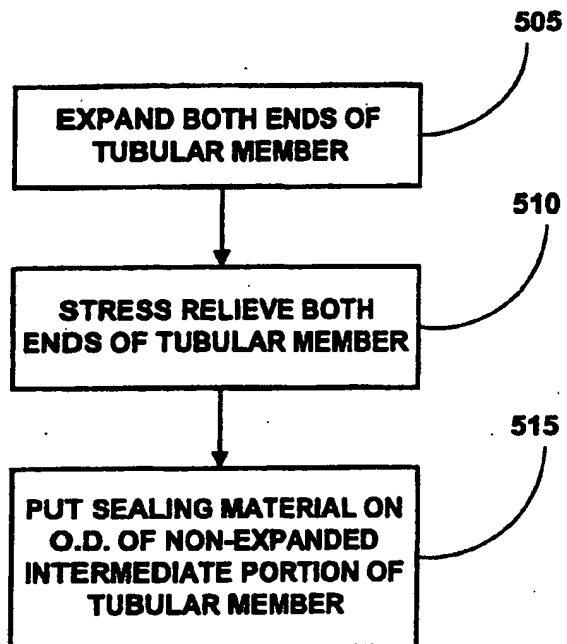 505
EXPAND BOTH ENDS OF
TUBULAR MEMBER
510
STRESS RELIEVE BOTH
ENDS OF TUBULAR MEMBER
515
PUT SEALING MATERIAL ON
O.D. OF NON-EXPANDED
INTERMEDIATE PORTION OF
TUBULAR MEMBER